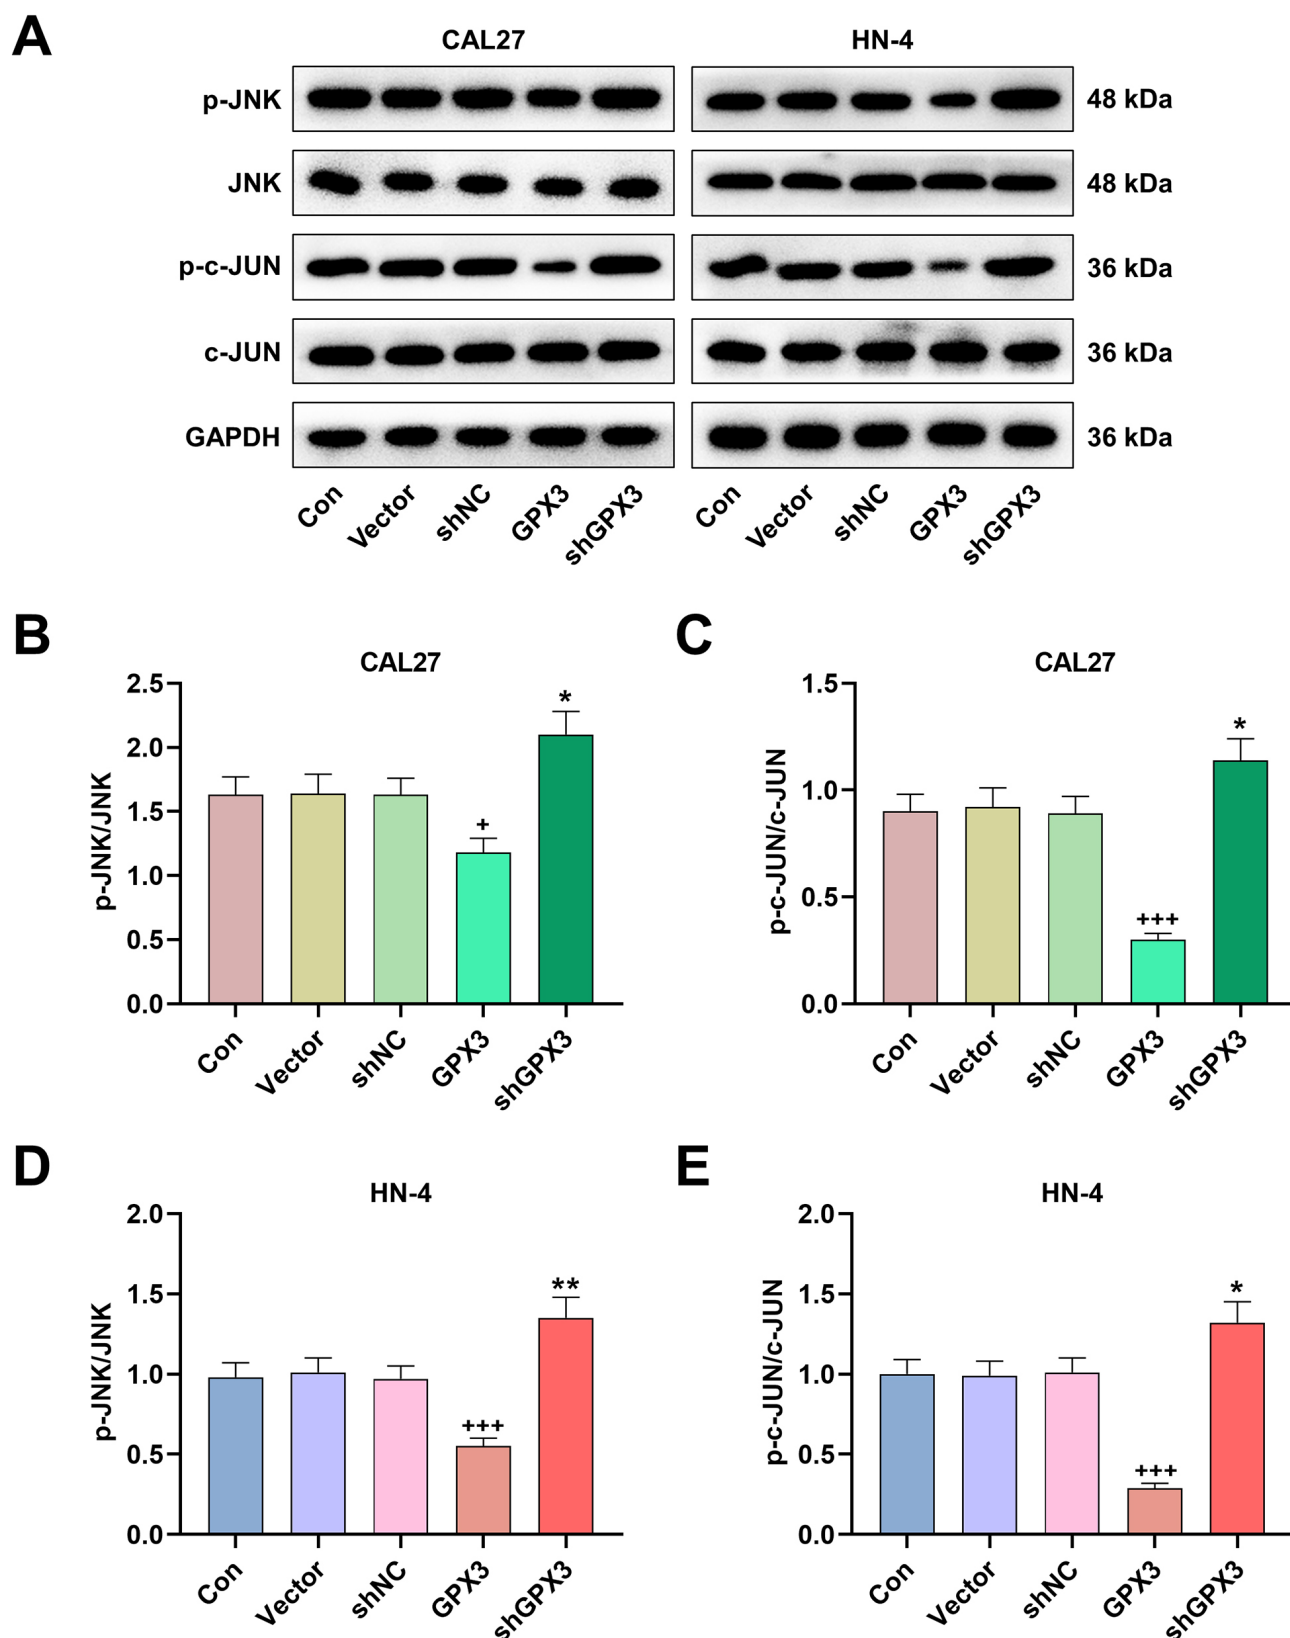 A
CAL27 HN-4
p-JNK 48 kDa
JNK 48 kDa
p-c-JUN 36 kDa
c-JUN 36 kDa
GAPDH 36 kDa
Con Vector shNC GPX3 shGPX3 Con Vector shNC GPX3 shGPX3
B
CAL27
p-JNK/JNK
2.5
2.0
1.5
1.0
0.5
0.0
+
*
Con Vector shNC GPX3 shGPX3
C
CAL27
p-c-JUN/c-JUN
1.5
1.0
0.5
0.0
+++
*
Con Vector shNC GPX3 shGPX3
D
HN-4
p-JNK/JNK
2.0
1.5
1.0
0.5
0.0
+++
**
Con Vector shNC GPX3 shGPX3
E
HN-4
p-c-JUN/c-JUN
2.0
1.5
1.0
0.5
0.0
+++
*
Con Vector shNC GPX3 shGPX3